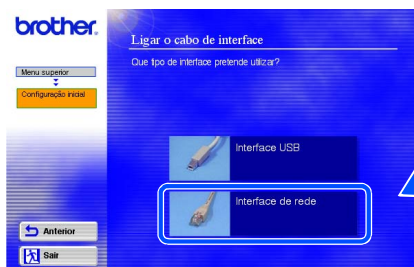 brother.
Ligar o cabo de interface
Que tipo de interface pretende utilizar?
Menu superior
Configuração inicial
Interface USB
Interface de rede
Anterior
Sair